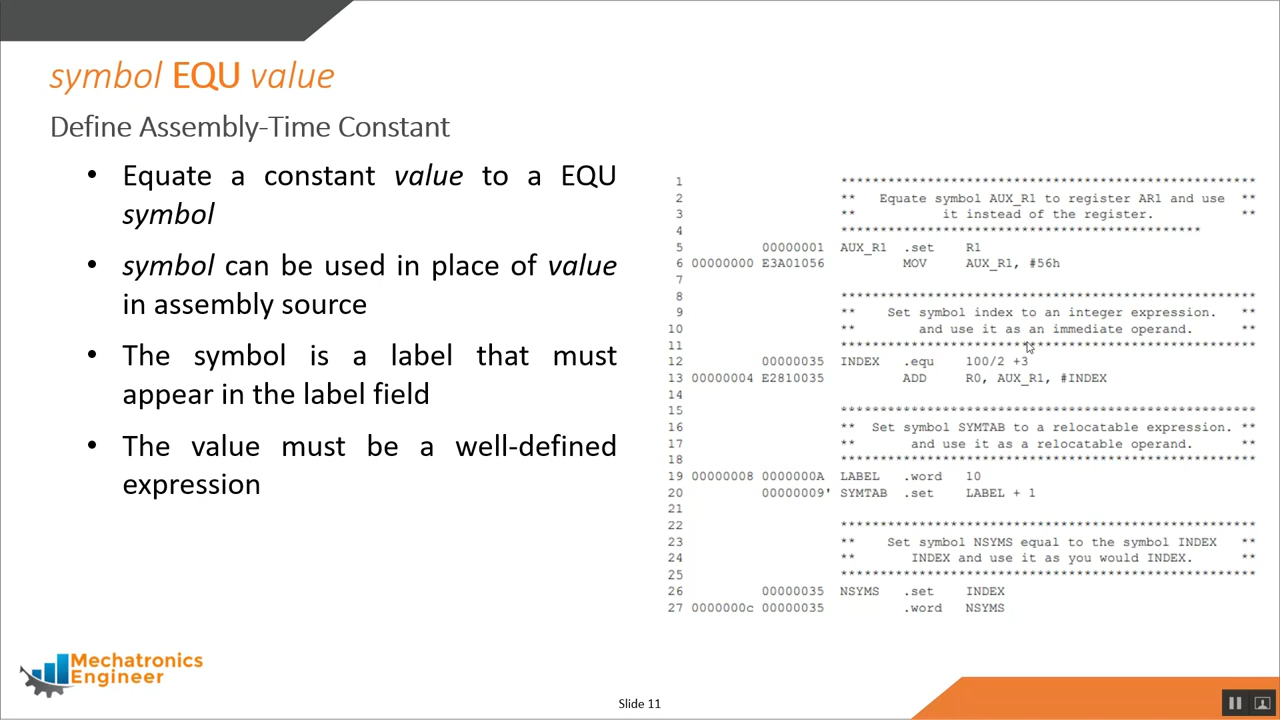 symbol EQU value
Define Assembly-Time Constant
• Equate a constant value to a EQU
symbol
• symbol can be used in place of value
in assembly source
• The symbol is a label that must
appear in the label field
• The value must be a well-defined
expression
1 *****************************************************
2 ** Equate symbol AUX_R1 to register AR1 and use **
3 ** it instead of the register. **
4 **********************************************
5 00000001 AUX_R1 .set R1
6 00000000 E3A01056 MOV AUX_R1, #56h
7
8 *****************************************************
9 ** Set symbol index to an integer expression. **
10 ** and use it as an immediate operand. **
11 *****************************************************
12 00000035 INDEX .equ 100/2 +3
13 00000004 E2810035 ADD R0, AUX_R1, #INDEX
14
15 *****************************************************
16 ** Set symbol SYMTAB to a relocatable expression. **
17 ** and use it as a relocatable operand. **
18 *****************************************************
19 00000008 0000000A LABEL .word 10
20 00000009' SYMTAB .set LABEL + 1
21
22 *****************************************************
23 ** Set symbol NSYMS equal to the symbol INDEX **
24 ** INDEX and use it as you would INDEX. **
25 *****************************************************
26 00000035 NSYMS .set INDEX
27 0000000c 00000035 .word NSYMS
Mechatronics
Engineer
Slide 11